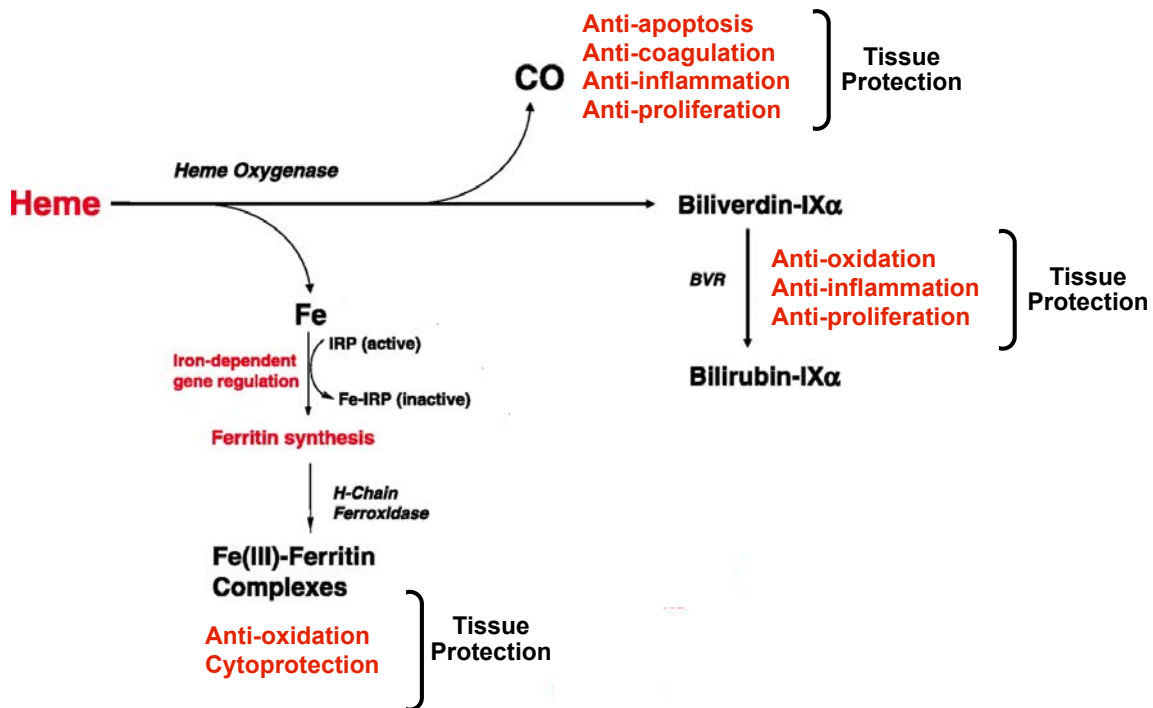 Anti-apoptosis
Anti-coagulation
Anti-inflammation
Anti-proliferation
Tissue
Protection
CO
Heme Oxygenase
Heme
Biliverdin-IXα
BVR
Anti-oxidation
Anti-inflammation
Anti-proliferation
Tissue
Protection
Bilirubin-IXα
Fe
IRP (active)
Iron-dependent
gene regulation
Fe-IRP (inactive)
Ferritin synthesis
H-Chain
Ferroxidase
Fe(III)-Ferritin
Complexes
Anti-oxidation
Cytoprotection
Tissue
Protection